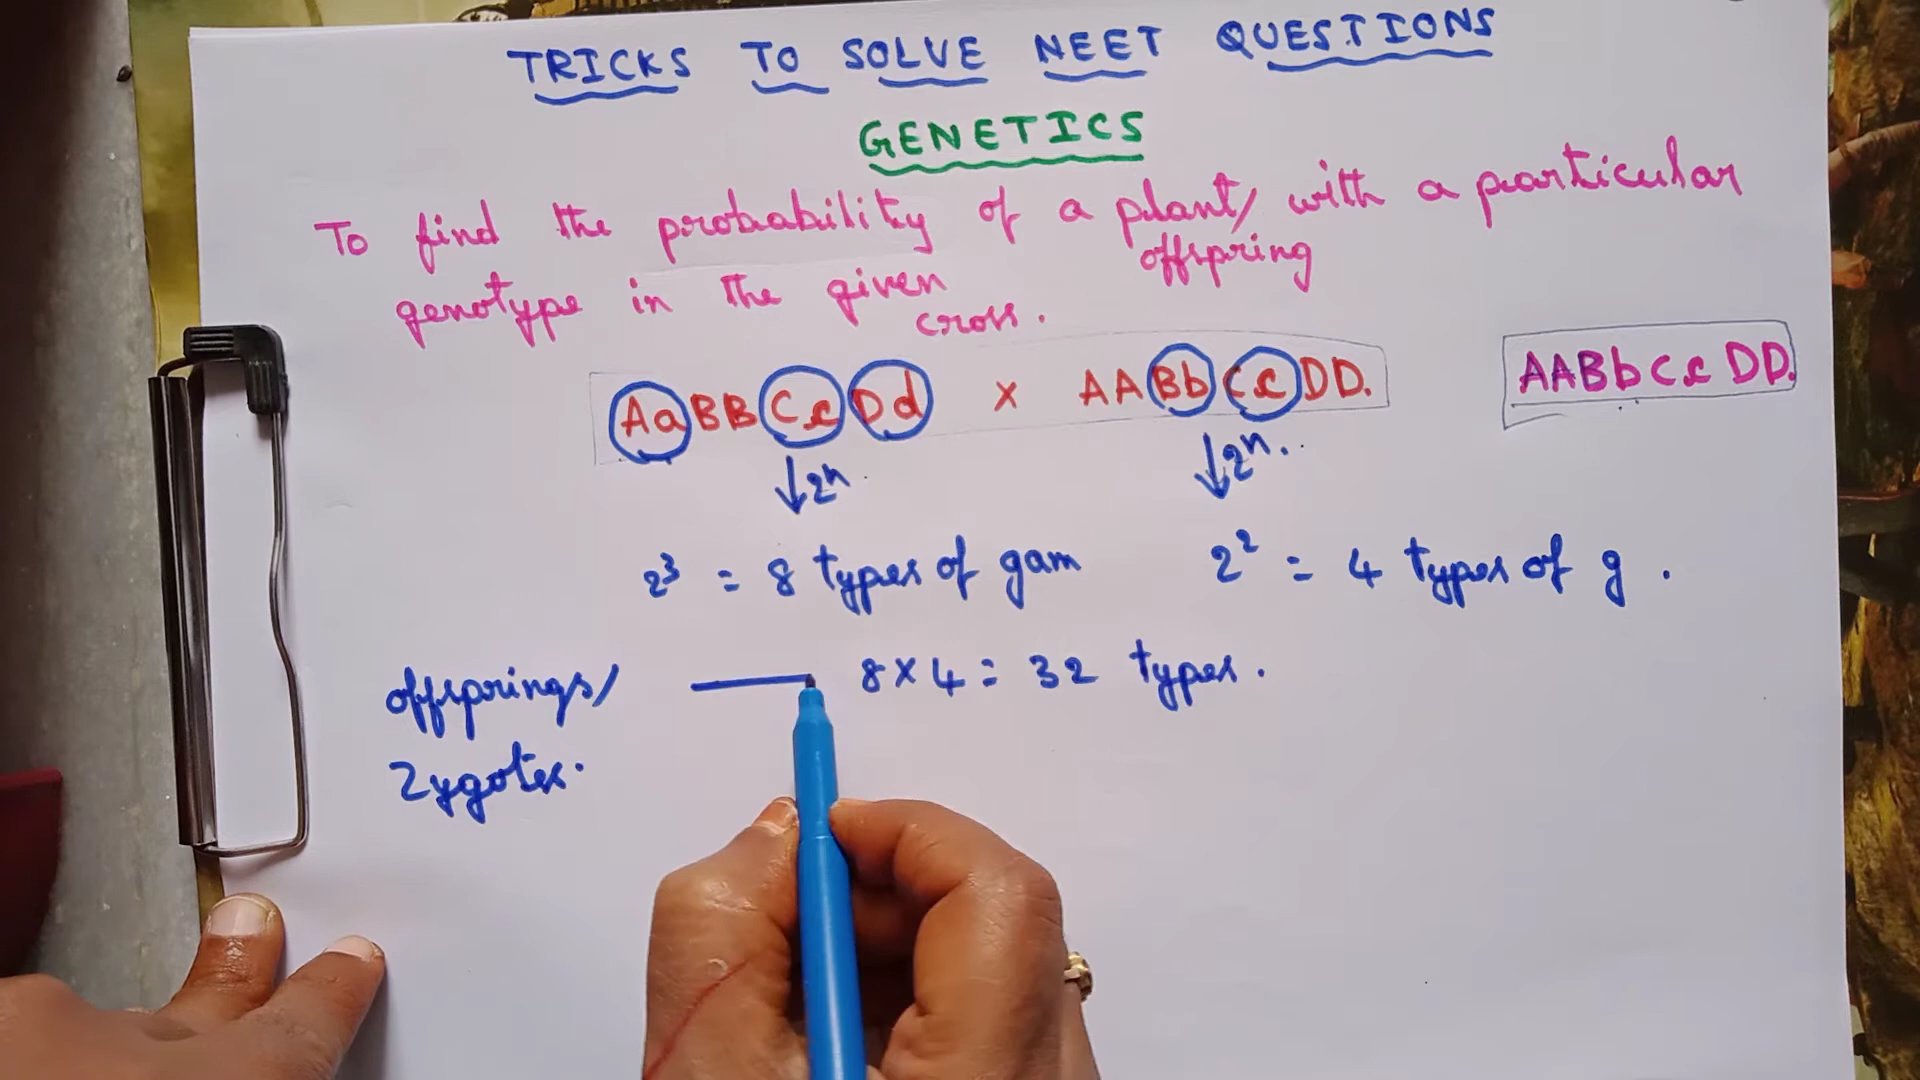 TRICKS TO SOLVE NEET QUESTIONS
GENETICS
To find the probability of a plant/ with a particular
offspring
genotype in the given
cross.
AaBBCcDd x AABbCcDD.
AABbCcDD.
↓2ⁿ. ↓2ⁿ.
2³ = 8 types of gam 2² = 4 types of g.
offsprings/ 8×4 = 32 types.
Zygotes.